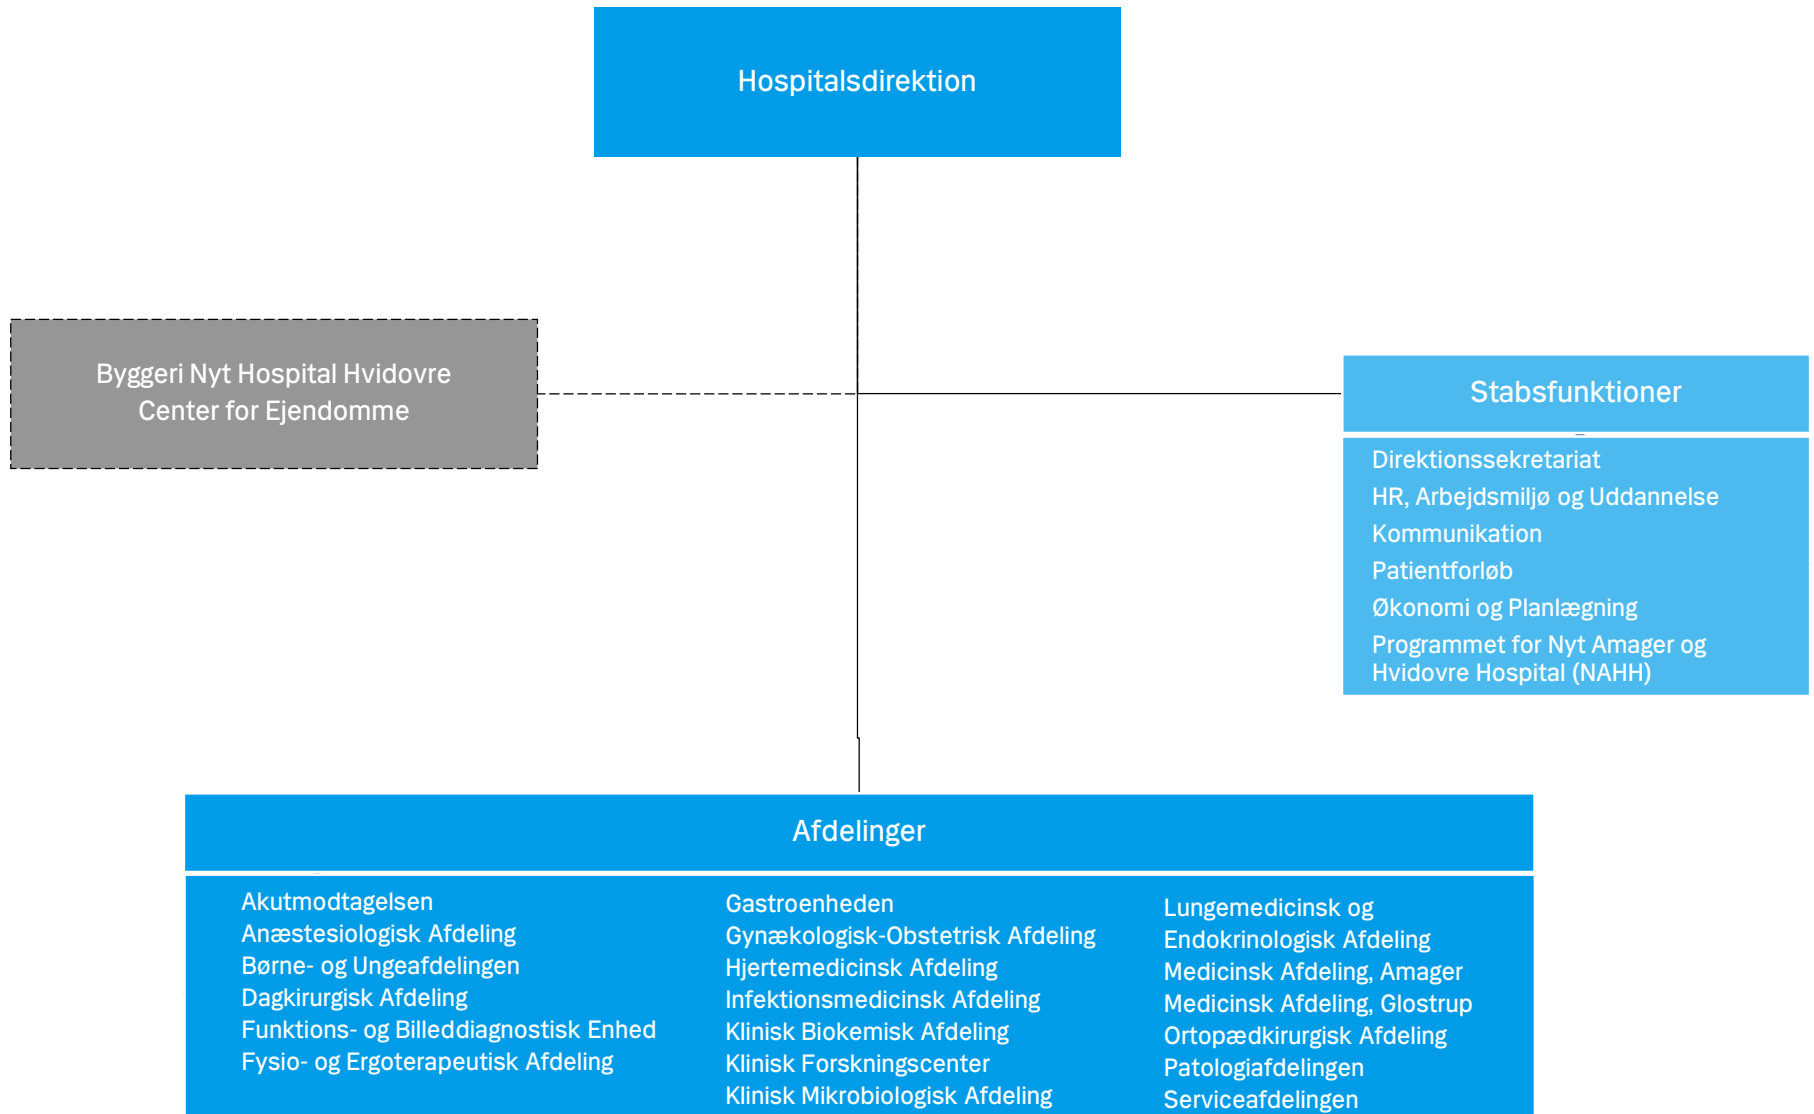 Hospitalsdirektion
Byggeri Nyt Hospital Hvidovre
Center for Ejendomme
Stabsfunktioner
Direktionssekretariat
HR, Arbejdsmiljø og Uddannelse
Kommunikation
Patientforløb
Økonomi og Planlægning
Programmet for Nyt Amager og
Hvidovre Hospital (NAHH)
Afdelinger
Akutmodtagelsen
Anæstesiologisk Afdeling
Børne- og Ungeafdelingen
Dagkirurgisk Afdeling
Funktions- og Billeddiagnostisk Enhed
Fysio- og Ergoterapeutisk Afdeling
Gastroenheden
Gynækologisk-Obstetrisk Afdeling
Hjertemedicinsk Afdeling
Infektionsmedicinsk Afdeling
Klinisk Biokemisk Afdeling
Klinisk Forskningscenter
Klinisk Mikrobiologisk Afdeling
Lungemedicinsk og
Endokrinologisk Afdeling
Medicinsk Afdeling, Amager
Medicinsk Afdeling, Glostrup
Ortopædkirurgisk Afdeling
Patologiafdelingen
Serviceafdelingen